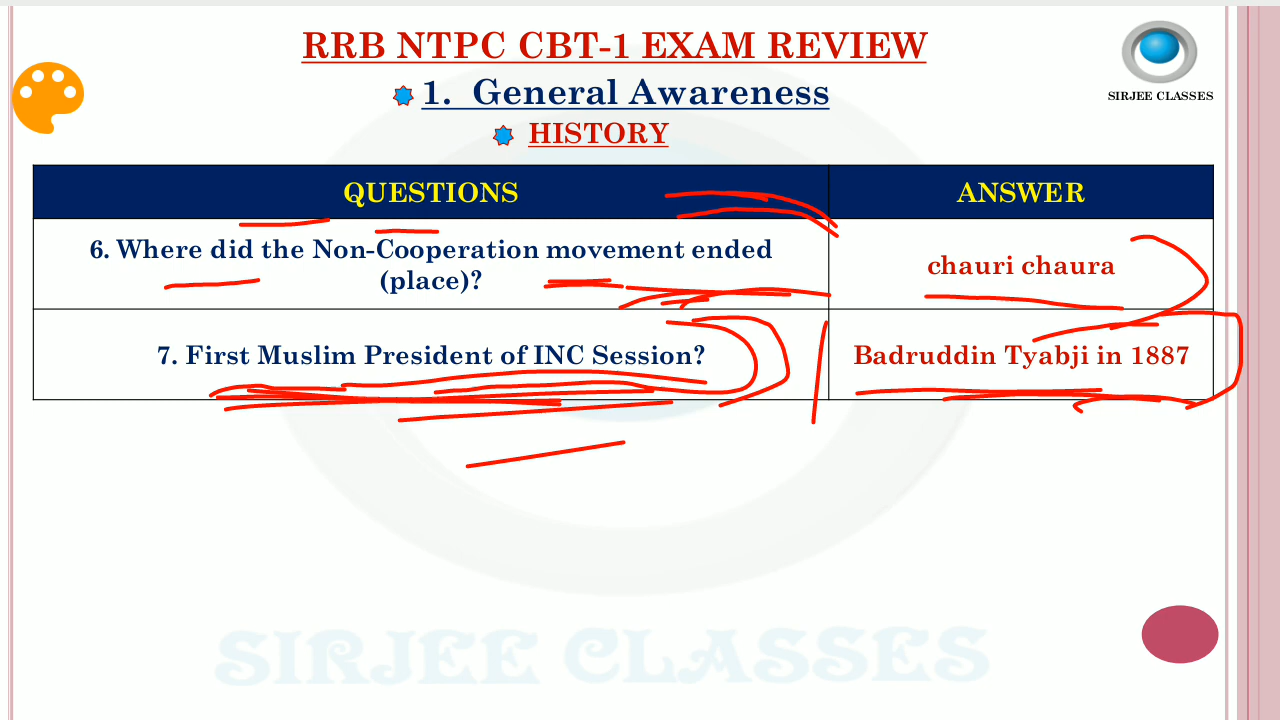 RRB NTPC CBT-1 EXAM REVIEW
1. General Awareness
HISTORY
SIRJEE CLASSES
QUESTIONS ANSWER
6. Where did the Non-Cooperation movement ended
(place)?
chauri chaura
7. First Muslim President of INC Session? Badruddin Tyabji in 1887
SIRJEE CLASSES